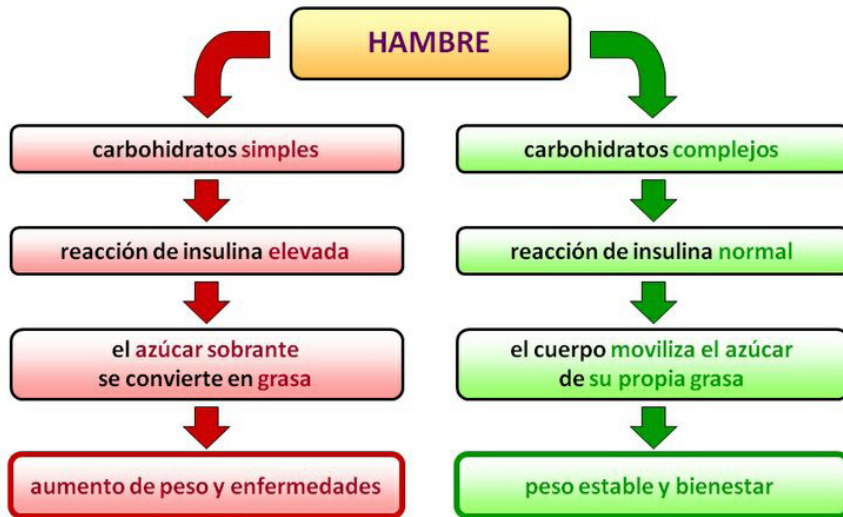 HAMBRE
carbohidratos simples
reacción de insulina elevada
el azúcar sobrante
se convierte en grasa
aumento de peso y enfermedades
carbohidratos complejos
reacción de insulina normal
el cuerpo moviliza el azúcar
de su propia grasa
peso estable y bienestar